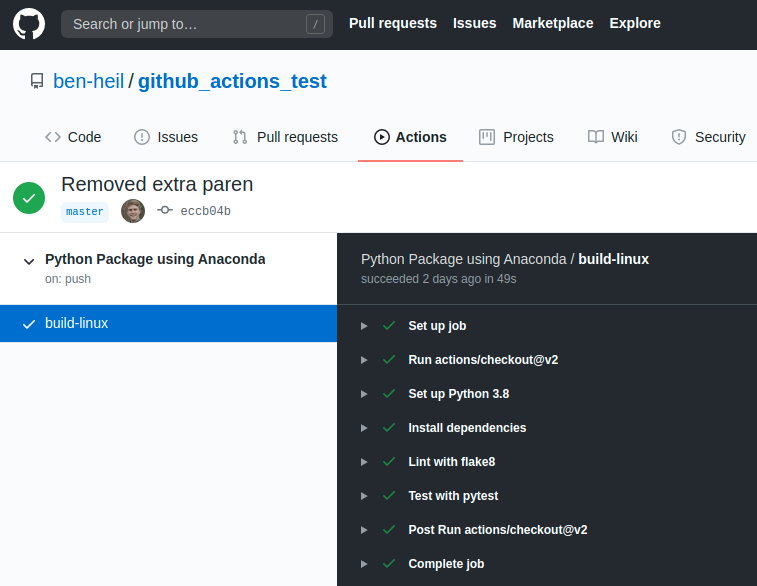 Search or jump to… / Pull requests Issues Marketplace Explore
ben-heil / github_actions_test
Code Issues Pull requests Actions Projects Wiki Security
Removed extra paren
master eccb04b
Python Package using Anaconda
on: push
build-linux
Python Package using Anaconda / build-linux
succeeded 2 days ago in 49s
Set up job
Run actions/checkout@v2
Set up Python 3.8
Install dependencies
Lint with flake8
Test with pytest
Post Run actions/checkout@v2
Complete job